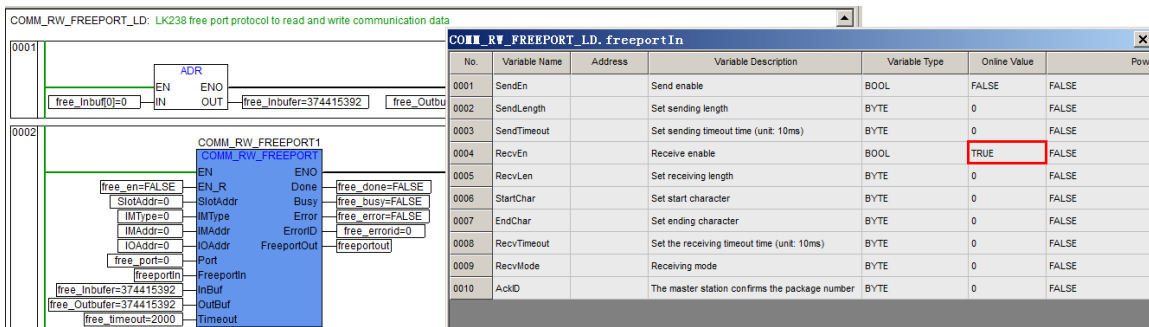 COMM_RW_FREEPORT_LD: LK238 free port protocol to read and write communication data
0001
ADR
EN ENO
free_Inbuf[0]=0 IN OUT free_Inbufer=374415392 free_Outbu
0002
COMM_RW_FREEPORT1
COMM_RW_FREEPORT
EN ENO
free_en=FALSE EN_R Done free_done=FALSE
SlotAddr=0 SlotAddr Busy free_busy=FALSE
IMType=0 IMType Error free_error=FALSE
IMAddr=0 IMAddr ErrorID free_errorid=0
IOAddr=0 IOAddr FreeportOut freeportout
free_port=0 Port
freeportIn FreeportIn
free_Inbufer=374415392 InBuf
free_Outbufer=374415392 OutBuf
free_timeout=2000 Timeout
COMM_RW_FREEPORT_LD.freeportIn
No. Variable Name Address Variable Description Variable Type Online Value Pow
0001 SendEn Send enable BOOL FALSE FALSE
0002 SendLength Set sending length BYTE 0 FALSE
0003 SendTimeout Set sending timeout time (unit: 10ms) BYTE 0 FALSE
0004 RecvEn Receive enable BOOL TRUE FALSE
0005 RecvLen Set receiving length BYTE 0 FALSE
0006 StartChar Set start character BYTE 0 FALSE
0007 EndChar Set ending character BYTE 0 FALSE
0008 RecvTimeout Set the receiving timeout time (unit: 10ms) BYTE 0 FALSE
0009 RecvMode Receiving mode BYTE 0 FALSE
0010 AckID The master station confirms the package number BYTE 0 FALSE